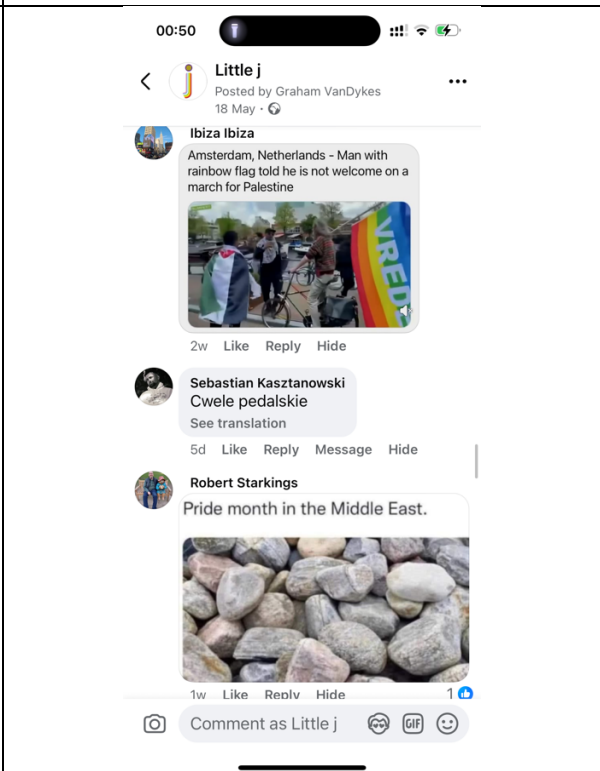 00:50
Little j
Posted by Graham VanDykes
18 May ·
Ibiza Ibiza
Amsterdam, Netherlands - Man with
rainbow flag told he is not welcome on a
march for Palestine
VREDE
2w Like Reply Hide
Sebastian Kasztanowski
Cwele pedalskie
See translation
5d Like Reply Message Hide
Robert Starkings
Pride month in the Middle East.
1w Like Reply Hide 1
Comment as Little j
GIF